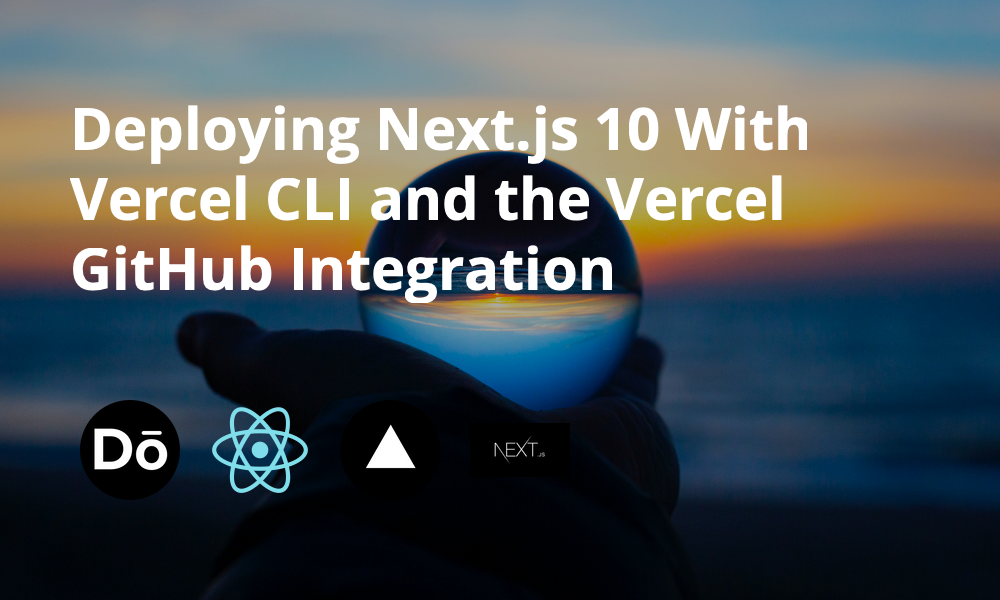 Deploying Next.js 10 With
Vercel CLI and the Vercel
GitHub Integration
Dō
NEXT.JS